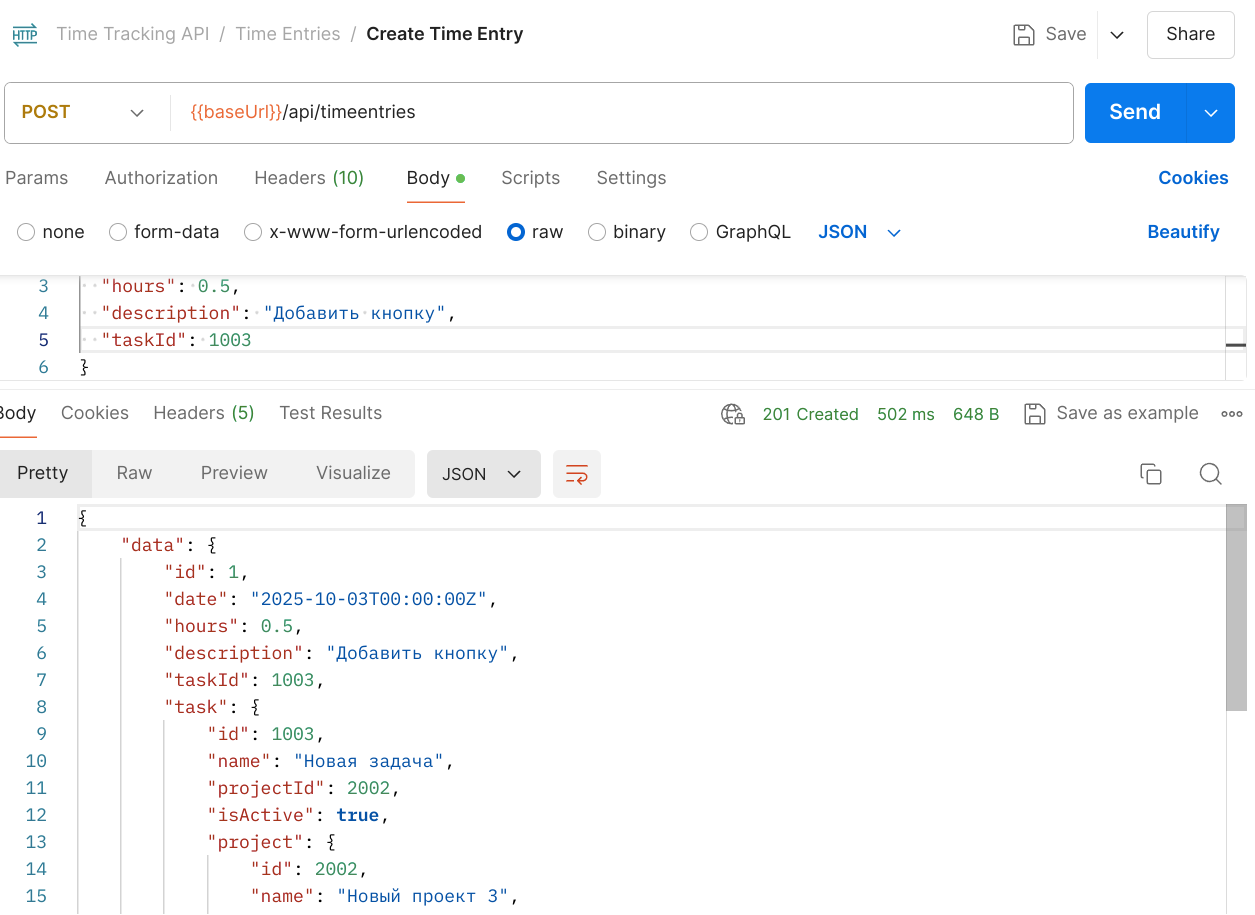 HTTP Time Tracking API / Time Entries / Create Time Entry Save Share
POST {{baseUrl}}/api/timeentries Send
Params Authorization Headers (10) Body Scripts Settings Cookies
none form-data x-www-form-urlencoded raw binary GraphQL JSON Beautify
3 "hours": 0.5,
4 "description": "Добавить кнопку",
5 "taskId": 1003
6 }
Body Cookies Headers (5) Test Results 201 Created 502 ms 648 B Save as example
Pretty Raw Preview Visualize JSON
1 {
2 "data": {
3 "id": 1,
4 "date": "2025-10-03T00:00:00Z",
5 "hours": 0.5,
6 "description": "Добавить кнопку",
7 "taskId": 1003,
8 "task": {
9 "id": 1003,
10 "name": "Новая задача",
11 "projectId": 2002,
12 "isActive": true,
13 "project": {
14 "id": 2002,
15 "name": "Новый проект 3",